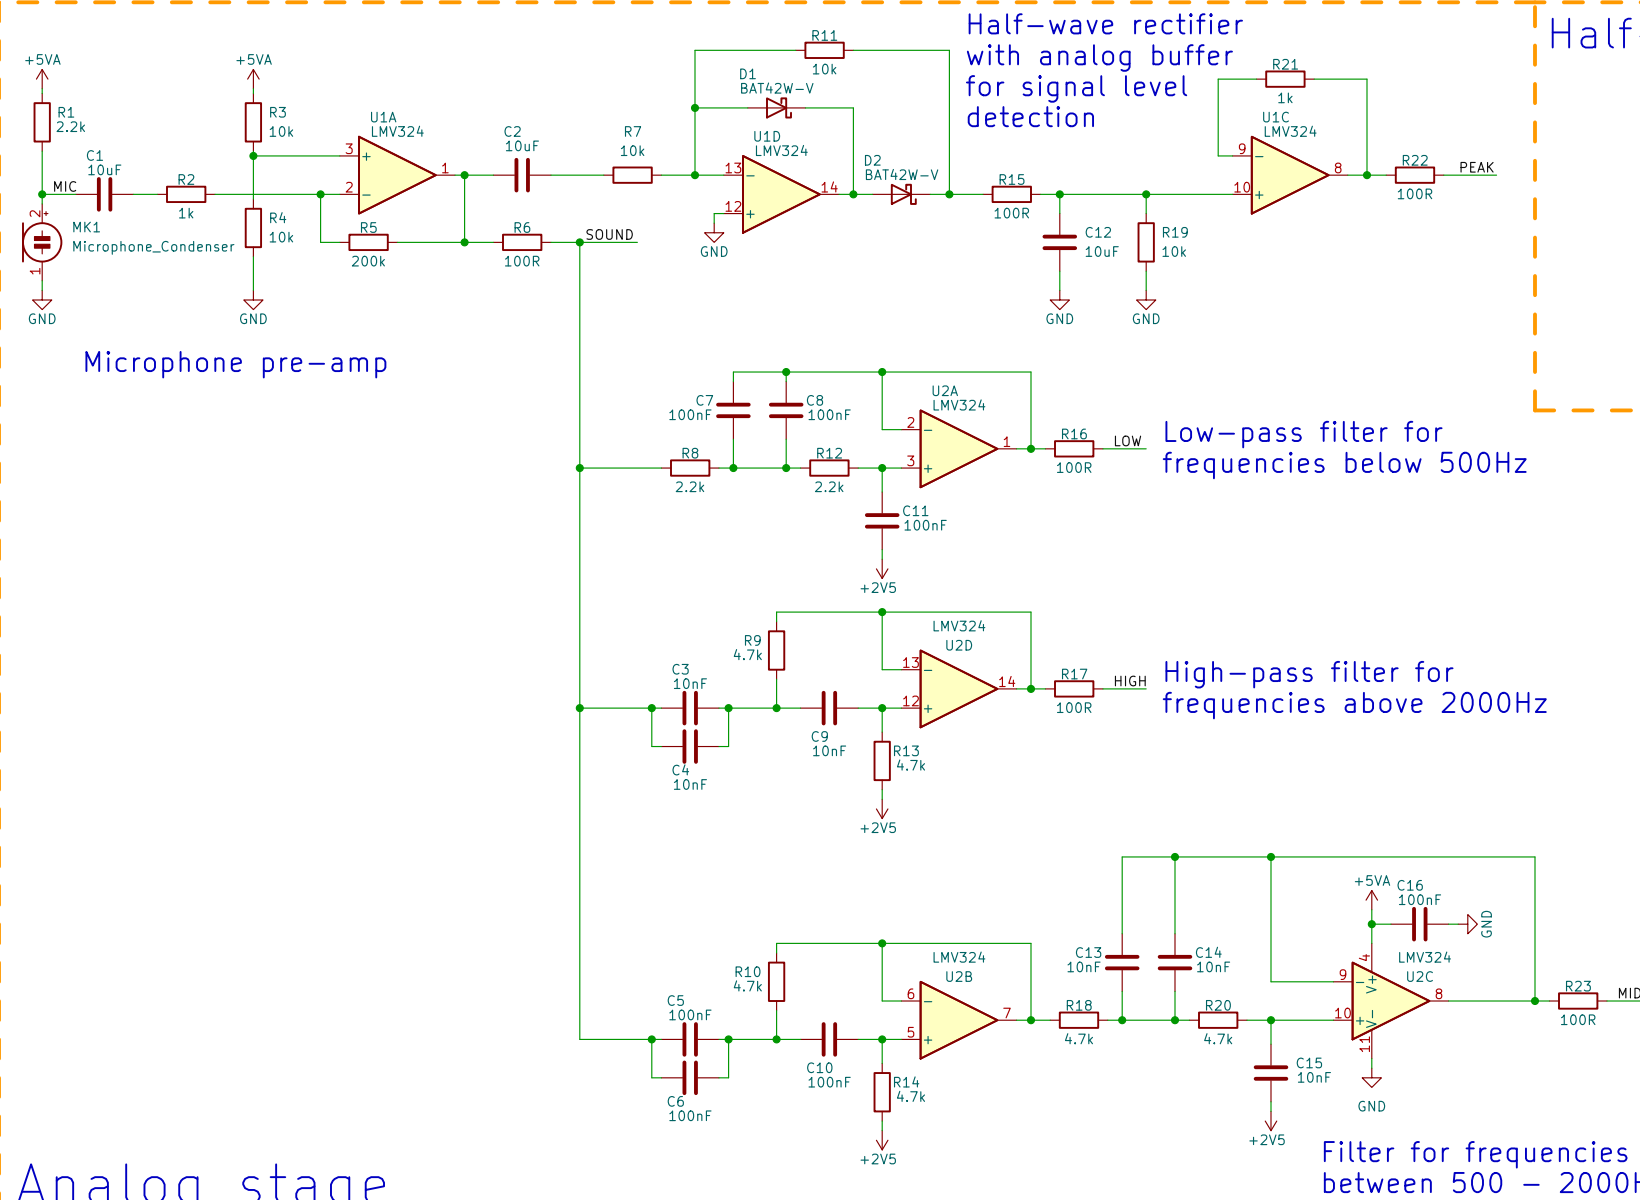 Half-wave rectifier
with analog buffer
for signal level
detection
Half-
+5VA
R1
2.2k
C1
10uF
MIC
R2
1k
2
+
1
MK1
Microphone_Condenser
GND
+5VA
R3
10k
R4
10k
GND
U1A
LMV324
3
+
2
-
1
R5
200k
C2
10uF
R6
100R
SOUND
R7
10k
R11
10k
D1
BAT42W-V
U1D
LMV324
13
-
12
+
14
GND
D2
BAT42W-V
R15
100R
C12
10uF
GND
R19
10k
GND
R21
1k
U1C
LMV324
9
-
10
+
8
R22
100R
PEAK
Microphone pre-amp
C7
100nF
C8
100nF
R8
2.2k
R12
2.2k
U2A
LMV324
2
-
3
+
1
C11
100nF
+2V5
R16
100R
LOW
Low-pass filter for
frequencies below 500Hz
R9
4.7k
C3
10nF
C4
10nF
C9
10nF
LMV324
U2D
13
-
12
+
14
R13
4.7k
+2V5
R17
100R
HIGH
High-pass filter for
frequencies above 2000Hz
R10
4.7k
C5
100nF
C6
100nF
C10
100nF
LMV324
U2B
6
-
5
+
7
R14
4.7k
+2V5
R18
4.7k
C13
10nF
C14
10nF
R20
4.7k
C15
10nF
+2V5
+5VA
C16
100nF
GND
LMV324
U2C
4
V+
9
-
10
+
V-
11
8
GND
R23
100R
MID
Filter for frequencies
between 500 - 2000H
Analog stage